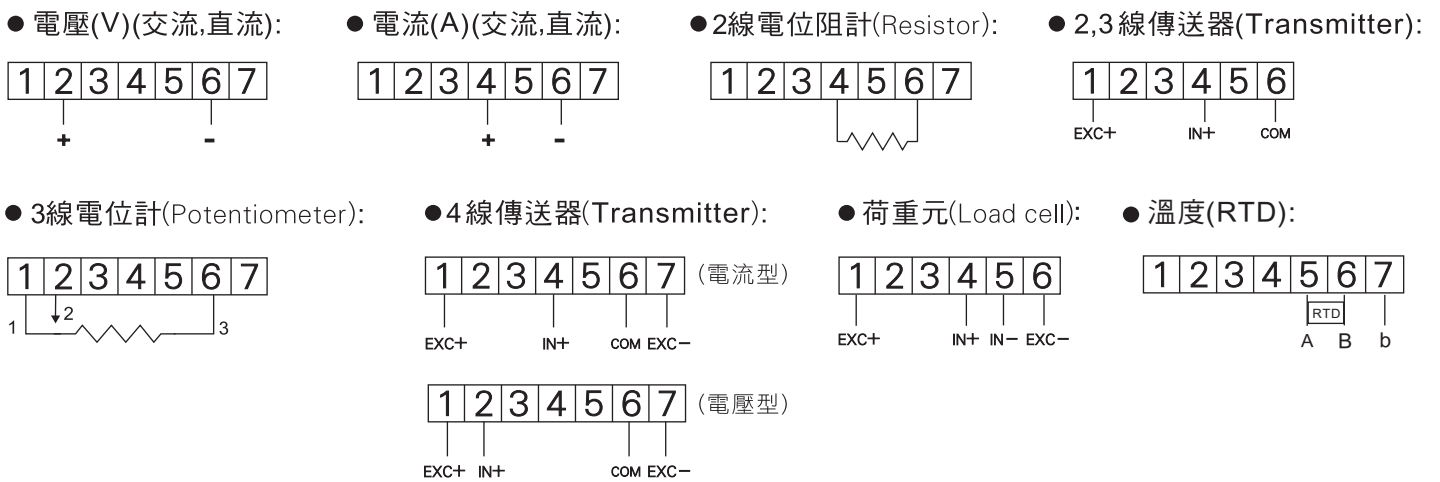 ● 電壓(V)(交流,直流):
1 2 3 4 5 6 7
+ -
● 電流(A)(交流,直流):
1 2 3 4 5 6 7
+ -
● 2線電位阻計(Resistor):
1 2 3 4 5 6 7
● 2,3線傳送器(Transmitter):
1 2 3 4 5 6
EXC+ IN+ COM
● 3線電位計(Potentiometer):
1 2 3 4 5 6 7
1 2 3
● 4線傳送器(Transmitter):
1 2 3 4 5 6 7 (電流型)
EXC+ IN+ COM EXC-
1 2 3 4 5 6 7 (電壓型)
EXC+ IN+ COM EXC-
● 荷重元(Load cell):
1 2 3 4 5 6
EXC+ IN+ IN- EXC-
● 溫度(RTD):
1 2 3 4 5 6 7
RTD
A B b